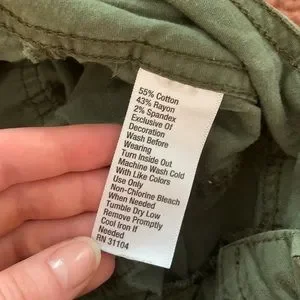 55% Cotton
43% Rayon
2% Spandex
Exclusive Of
Decoration
Wash Before
Wearing
Turn Inside Out
Machine Wash Cold
With Like Colors
Use Only
Non-Chlorine Bleach
When Needed
Tumble Dry Low
Remove Promptly
Cool Iron If
Needed
RN 31104